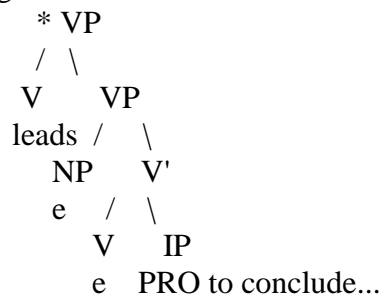 * VP
/ \
V VP
leads / \
NP V'
e / \
V IP
e PRO to conclude...